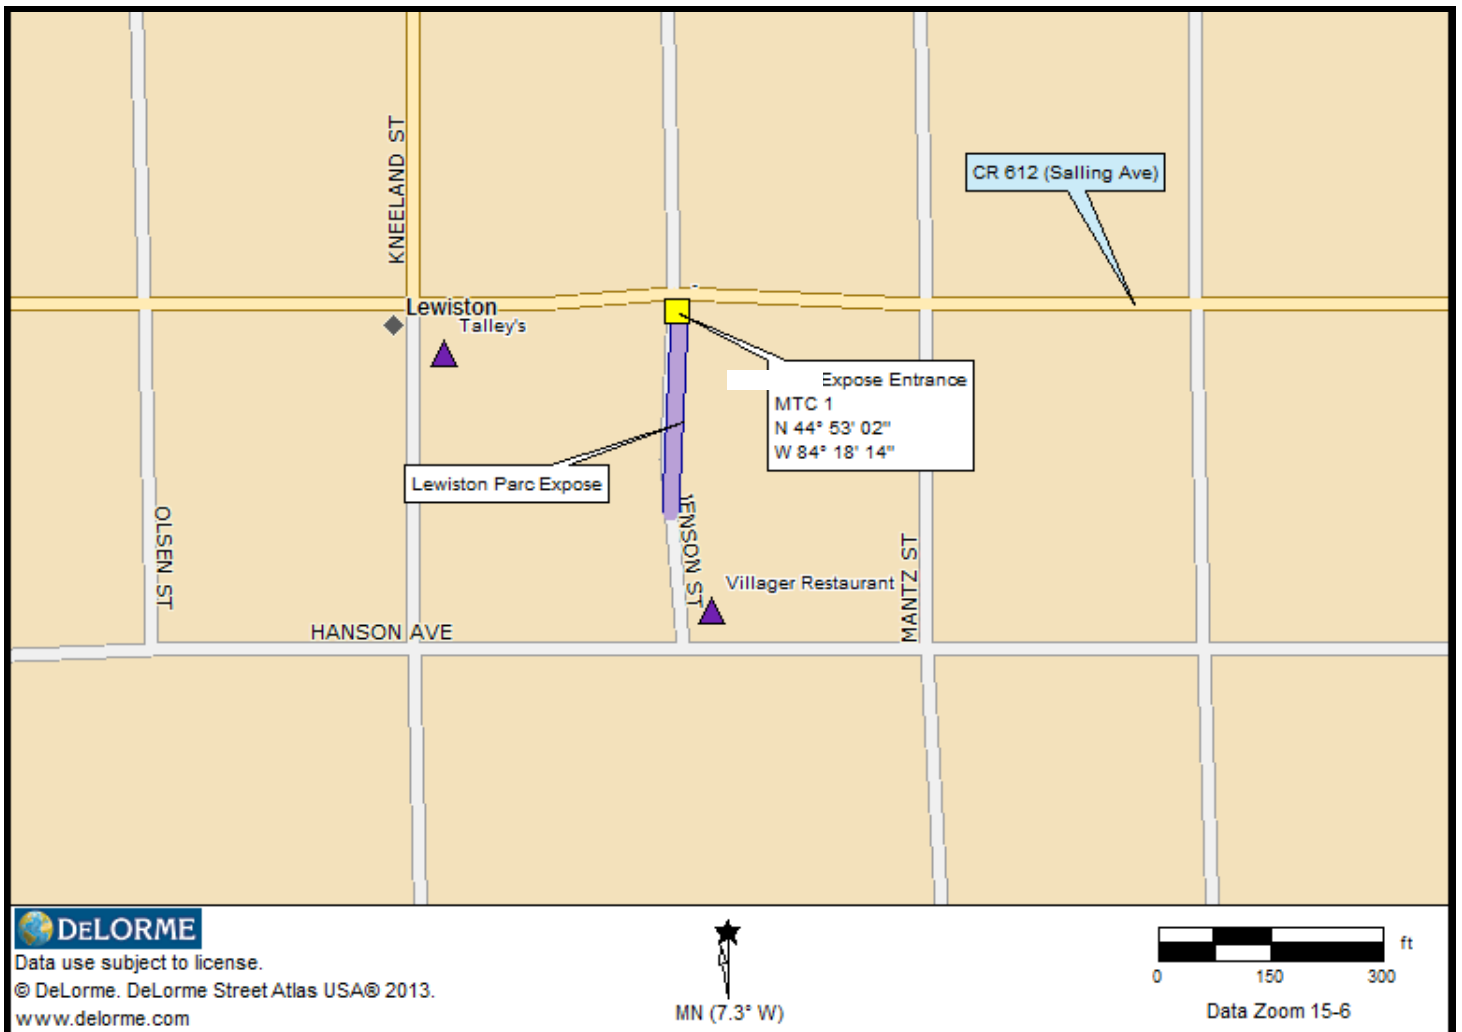 KNEELAND ST
CR 612 (Salling Ave)
Lewiston
Talley's
Expose Entrance
MTC 1
N 44° 53' 02"
W 84° 18' 14"
Lewiston Parc Expose
OLSEN ST
JENSON ST
MANTZ ST
Villager Restaurant
HANSON AVE
DELORME
Data use subject to license.
© DeLorme. DeLorme Street Atlas USA® 2013.
www.delorme.com
MN (7.3° W)
ft
0 150 300
Data Zoom 15-6